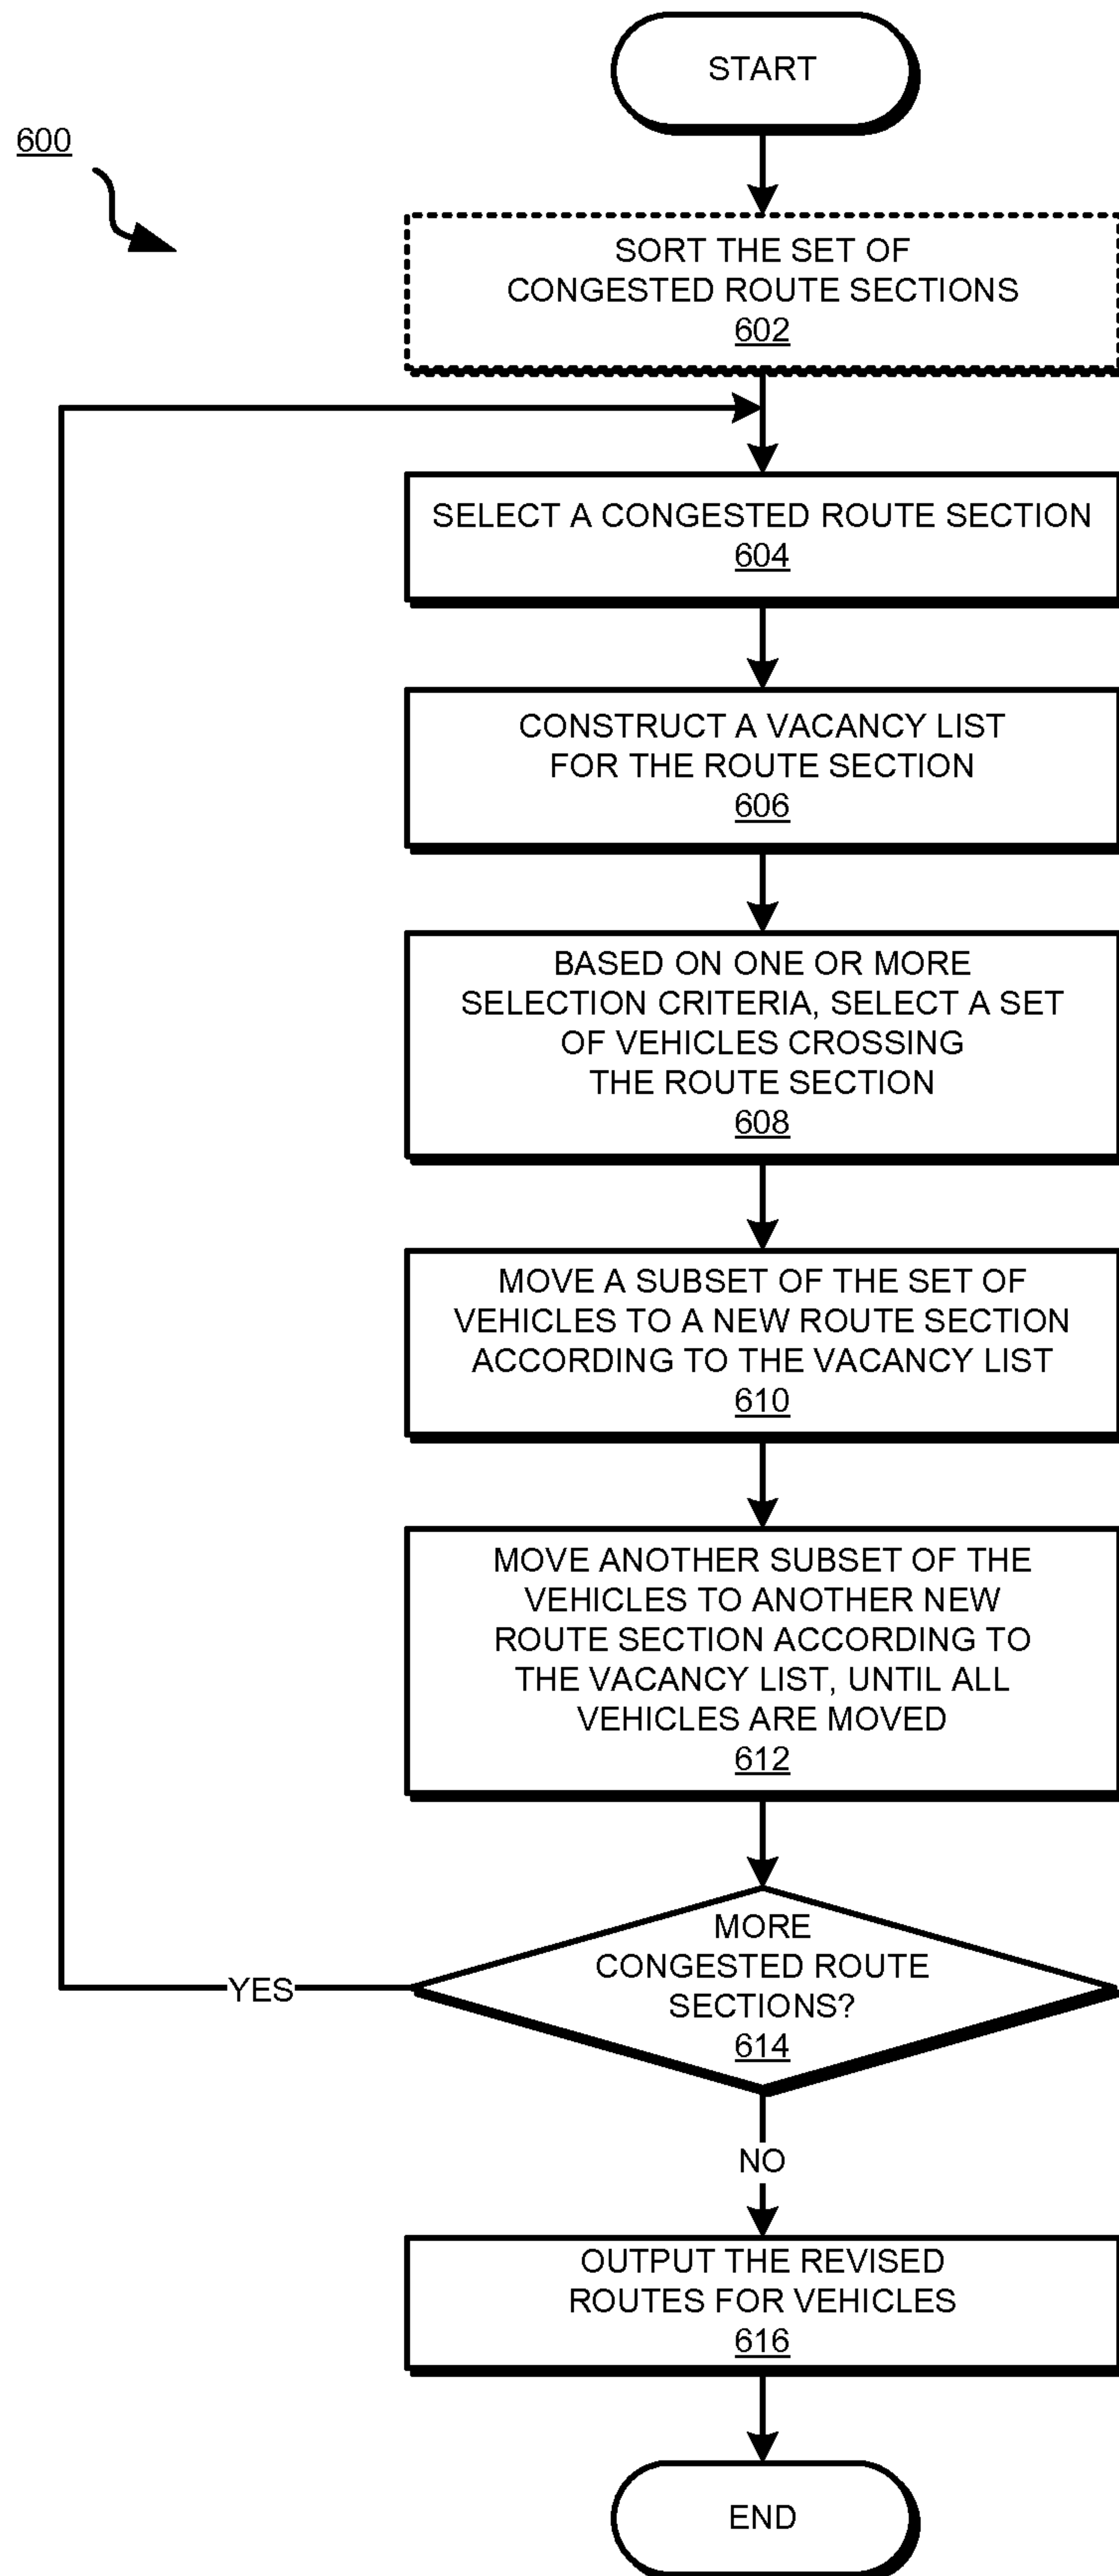 START
600
SORT THE SET OF
CONGESTED ROUTE SECTIONS
602
SELECT A CONGESTED ROUTE SECTION
604
CONSTRUCT A VACANCY LIST
FOR THE ROUTE SECTION
606
BASED ON ONE OR MORE
SELECTION CRITERIA, SELECT A SET
OF VEHICLES CROSSING
THE ROUTE SECTION
608
MOVE A SUBSET OF THE SET OF
VEHICLES TO A NEW ROUTE SECTION
ACCORDING TO THE VACANCY LIST
610
MOVE ANOTHER SUBSET OF THE
VEHICLES TO ANOTHER NEW
ROUTE SECTION ACCORDING TO
THE VACANCY LIST, UNTIL ALL
VEHICLES ARE MOVED
612
MORE
CONGESTED ROUTE
SECTIONS?
614
YES
NO
OUTPUT THE REVISED
ROUTES FOR VEHICLES
616
END